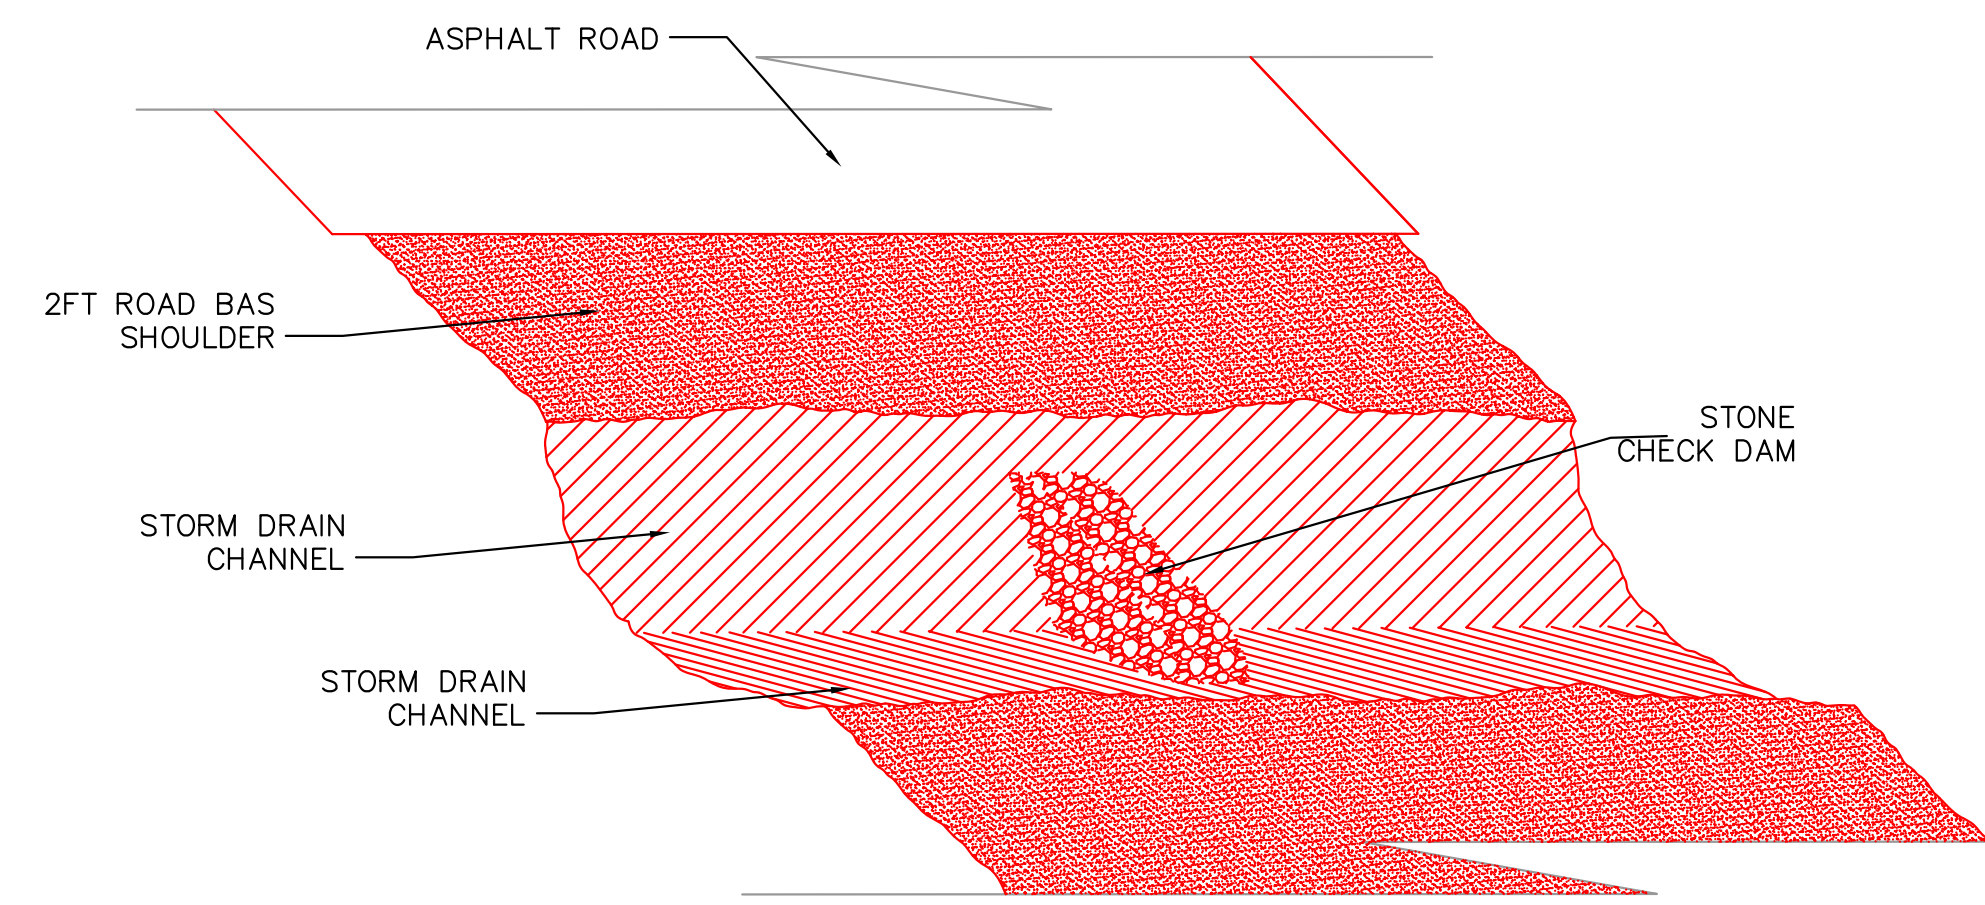 ASPHALT ROAD
2FT ROAD BAS
SHOULDER
STONE
CHECK DAM
STORM DRAIN
CHANNEL
STORM DRAIN
CHANNEL